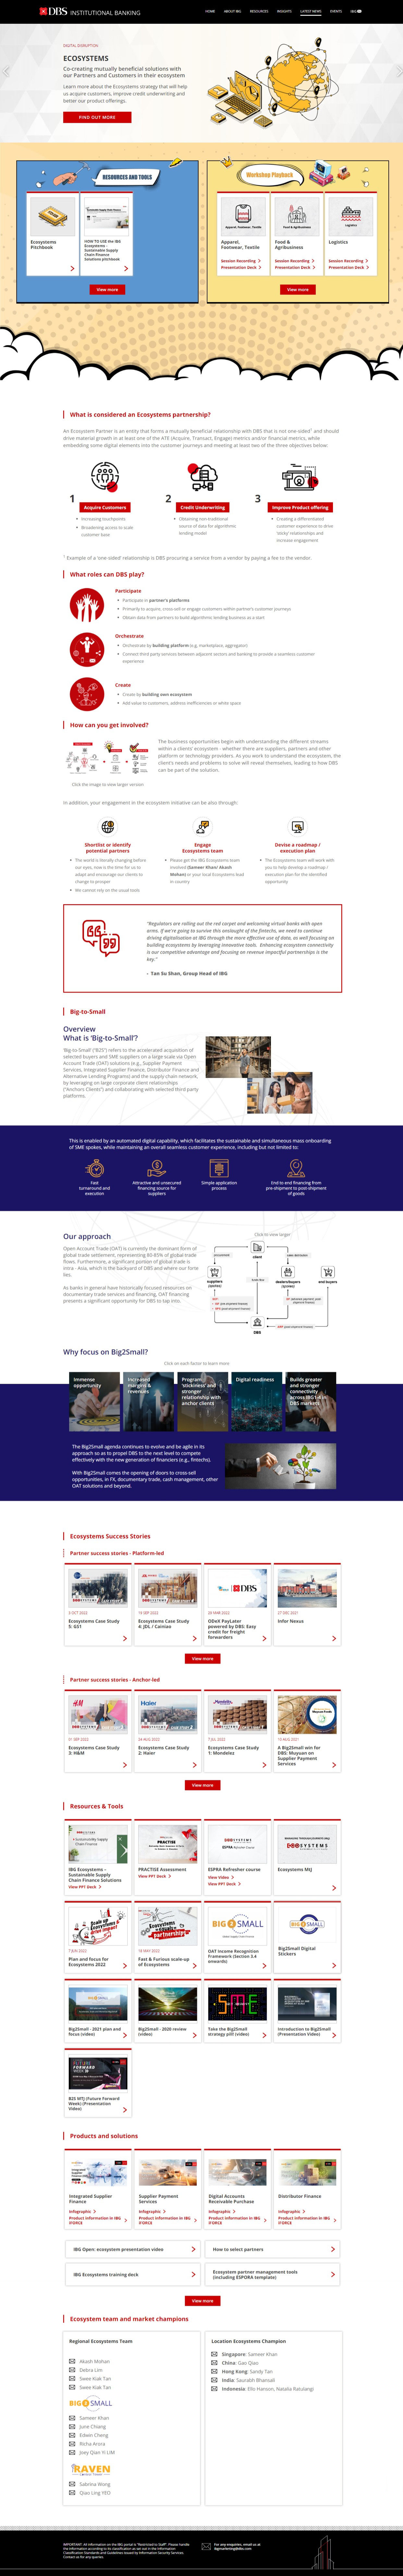 DBS INSTITUTIONAL BANKING
HOME ABOUT IBG RESOURCES INSIGHTS LATEST NEWS EVENTS
DIGITAL DISRUPTION
ECOSYSTEMS
Co-creating mutually beneficial solutions with
our Partners and Customers in their ecosystem
Learn more about the Ecosystems strategy that will help
us acquire customers, improve credit underwriting and
better our product offerings.
FIND OUT MORE
RESOURCES AND TOOLS
Workshop Playback
Ecosystems
Pitchbook
HOW TO USE the IBG
Ecosystems -
Sustainable Supply
Chain Finance
Solutions pitchbook
Apparel,
Footwear, Textile
Session Recording
Presentation Deck
Food &
Agribusiness
Session Recording
Presentation Deck
Logistics
Session Recording
Presentation Deck
View more
View more
What is considered an Ecosystems partnership?
An Ecosystem Partner is an entity that forms a mutually beneficial relationship with DBS that is not one-sided1 and should
drive material growth in at least one of the ATE (Acquire, Transact, Engage) metrics and/or financial metrics, while
embedding some digital elements into the customer journeys and meeting at least two of the three objectives below:
1 Acquire Customers
Increasing touchpoints
Broadening access to scale
customer base
2 Credit Underwriting
Obtaining non-traditional
source of data for algorithmic
lending model
3 Improve Product offering
Creating a differentiated
customer experience to drive
'sticky' relationships and
increase engagement
1 Example of a 'one sided' relationship is DBS procuring a service from a vendor by paying a fee to the vendor.
What roles can DBS play?
Participate
Participate in partner's platforms
Primarily to acquire, cross-sell or engage customers within partner's customer journeys
Obtain data from partners to build algorithmic lending business as a start
Orchestrate
Orchestrate by building platform (e.g. marketplace, aggregator)
Connect third party services between adjacent sectors and banking to provide a seamless customer
experience
Create
Create by building own ecosystem
Add value to customers, address inefficiencies or white space
How can you get involved?
The business opportunities begin with understanding the different streams
within a clients' ecosystem - whether there are suppliers, partners and other
platform or technology providers. As you work to understand the ecosystem, the
client's needs and problems to solve will reveal themselves, leading to how DBS
can be part of the solution.
Click the image to view larger version
In addition, your engagement in the ecosystem initiative can be also through:
Shortlist or identify
potential partners
The world is literally changing before
our eyes, now is the time for us to
adapt and encourage our clients to
change to prosper
We cannot rely on the usual tools
Engage
Ecosystems team
Please get the IBG Ecosystems team
involved (Sameer Khan/ Akash
Mohan) or your local Ecosystems lead
in country
Devise a roadmap /
execution plan
The Ecosystems team will work with
you to help develop a roadmap /
execution plan for the identified
opportunity
"Regulators are rolling out the red carpet and welcoming virtual banks with open
arms. If we're going to survive this onslaught of the fintechs, we need to continue
driving digitalisation at IBG through the more effective use of data, as well focusing on
building ecosystems by leveraging innovative tools. Enhancing ecosystem connectivity
is our competitive advantage and focusing on revenue impactful partnerships is the
key."
- Tan Su Shan, Group Head of IBG
Big-to-Small
Overview
What is 'Big-to-Small'?
'Big-to-Small' ("B2S") refers to the accelerated acquisition of
selected buyers and SME suppliers on a large-scale via Open
Account Trade (OAT) solutions (e.g., Supplier Payment
Services, Integrated Supplier Finance, Distributor Finance and
Alternative Lending Programs) and the supply chain network,
by leveraging on large corporate client relationships
("Anchors Clients") and collaborating with selected third party
platforms.
This is enabled by an automated digital capability, which facilitates the sustainable and simultaneous mass onboarding
of SME spokes, while maintaining an overall seamless customer experience, including but not limited to:
Fast
turnaround and
execution
Attractive and unsecured
financing source for
suppliers
Simple application
process
End to end financing from
pre-shipment to post-shipment
of goods
Our approach
Open Account Trade (OAT) is currently the dominant form of
global trade settlement, representing 80-85% of global trade
flows. Furthermore, a significant portion of global trade is
intra - Asia, which is the backyard of DBS and where our forte
lies.
As banks in general have historically focused resources on
documentary trade services and financing, OAT financing
presents a significant opportunity for DBS to tap into.
Click to view larger
client
suppliers
(spokes)
dealers/buyers
(spokes)
end buyers
DBS
Why focus on Big2Small?
Click on each factor to learn more
Immense
opportunity
Increased
margins &
revenues
Program
'stickiness' and
stronger
relationship with
anchor clients
Digital readiness
Builds greater
and stronger
connectivity
across IBG1-4 in
DBS markets
The Big2Small agenda continues to evolve and be agile in its
approach so as to propel DBS to the next level to compete
effectively with the new generation of financiers (e.g., fintechs).
With Big2Small comes the opening of doors to cross-sell
opportunities, in FX, documentary trade, cash management, other
OAT solutions and beyond.
Ecosystems Success Stories
Partner success stories - Platform-led
Ecosystems Case Study
5: GS1
Ecosystems Case Study
4: JDL / Cainiao
ODeX PayLater
powered by DBS: Easy
credit for freight
forwarders
27 DEC 2021
Infor Nexus
View more
Partner success stories - Anchor-led
Ecosystems Case Study
3: H&M
24 AUG 2022
Ecosystems Case Study
2: Haier
7 JUL 2022
Ecosystems Case Study
1: Mondelez
A Big2Small win for
DBS: Muyuan on
Supplier Payment
Services
View more
Resources & Tools
IBG Ecosystems –
Sustainable Supply
Chain Finance Solutions
View PPT Deck
PRACTISE Assessment
View PPT Deck
ESPRA Refresher course
View Video
View PPT Deck
Ecosystems MLJ
7 JUN 2022
Plan and focus for
Ecosystems 2022
18 MAY 2022
Fast & Furious scale-up
of Ecosystems
OAT Income Recognition
Framework (Section 3.4
onwards)
Big2Small Digital
Stickers
Big2Small - 2021 plan and
focus (video)
Big2Small - 2020 review
(video)
Take the Big2Small
strategy pill! (video)
Introduction to Big2Small
(Presentation Video)
B2S MTJ (Future Forward
Week) (Presentation
Video)
Products and solutions
Integrated Supplier
Finance
Infographic
Product Information in IBG
iFORCE
Supplier Payment
Services
Infographic
Product Information in IBG
iFORCE
Digital Accounts
Receivable Purchase
Infographic
Product Information in IBG
iFORCE
Distributor Finance
Infographic
Product Information in IBG
iFORCE
IBG Open: ecosystem presentation video
How to select partners
IBG Ecosystems training deck
Ecosystem partner management tools
(including ESPORA template)
View more
Ecosystem team and market champions
Regional Ecosystems Team
Akash Mohan
Debra Lim
Swee Kiak Tan
Swee Kiak Tan
BIG2SMALL
Sameer Khan
June Chiang
Edwin Cheng
Richa Arora
Joey Qian Yi LIM
RAVEN
Sabrina Wong
Qiao Ling YEO
Location Ecosystems Champion
Singapore: Sameer Khan
China: Gao Qiao
Hong Kong: Sandy Tan
India: Saurabh Bhansali
Indonesia: Ello Hanson, Natalia Ratulangi
IMPORTANT: All information on the IBG portal is "Restricted to Staff". Please handle
the information according to its classification as set out in the Information
Classification Standards and Guidelines issued by Information Security Services.
Contact us for any queries.
For any enquiries, email us at